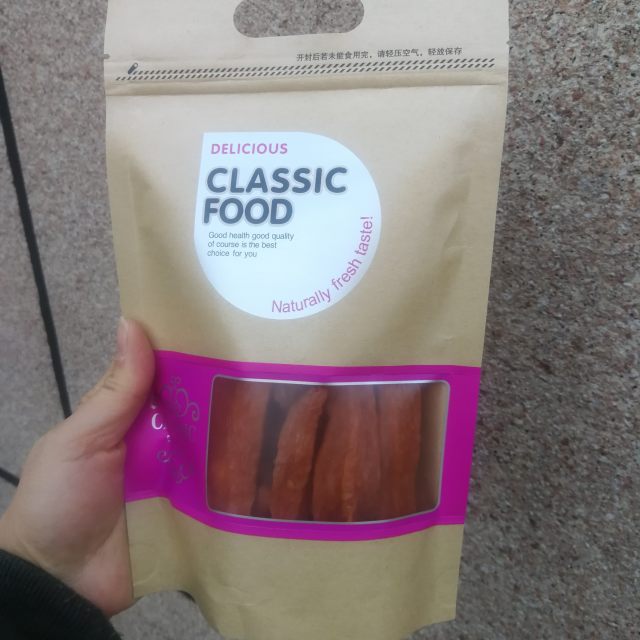 开封后若未能食用完，请轻压空气，轻放保存
DELICIOUS
CLASSIC
FOOD
Good health good quality
of course is the best
choice for you
Naturally fresh taste!